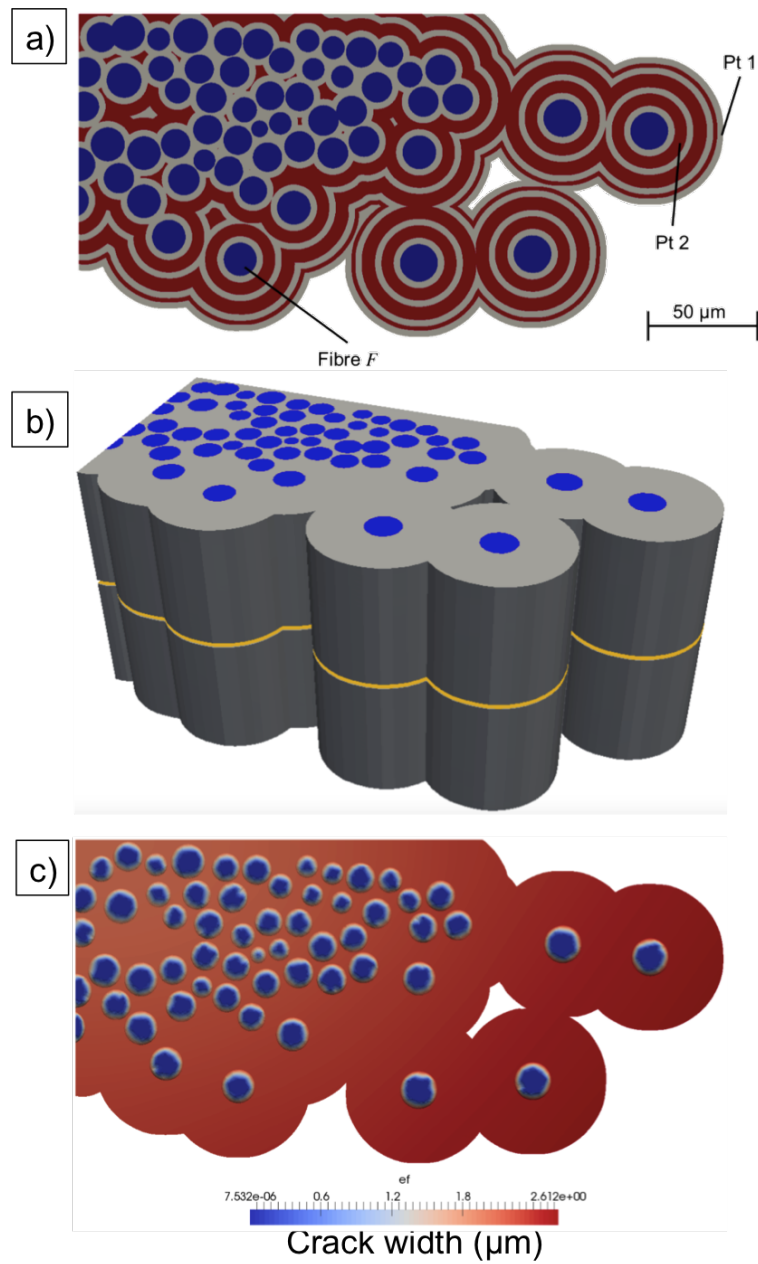 a)
Pt 1
Pt 2
50 µm
Fibre F
b)
c)
ef
7.532e-06 0.6 1.2 1.8 2.612e+00
Crack width (µm)